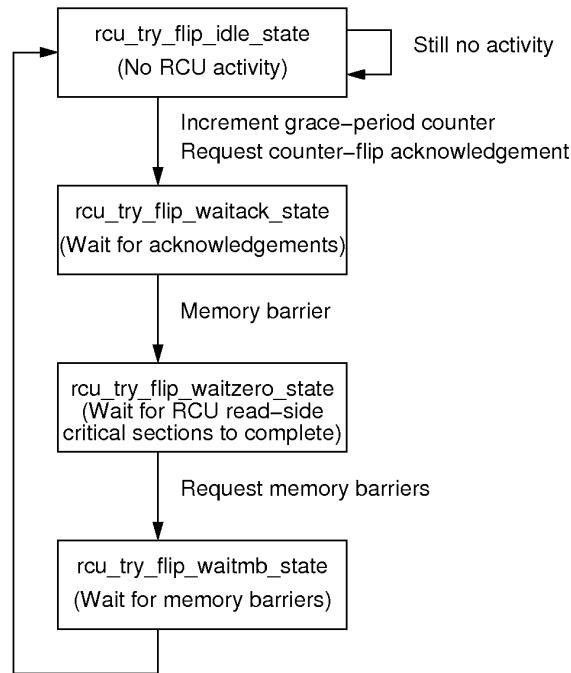 rcu_try_flip_idle_state
(No RCU activity)
Still no activity
Increment grace−period counter
Request counter−flip acknowledgement
rcu_try_flip_waitack_state
(Wait for acknowledgements)
Memory barrier
rcu_try_flip_waitzero_state
(Wait for RCU read−side
critical sections to complete)
Request memory barriers
rcu_try_flip_waitmb_state
(Wait for memory barriers)